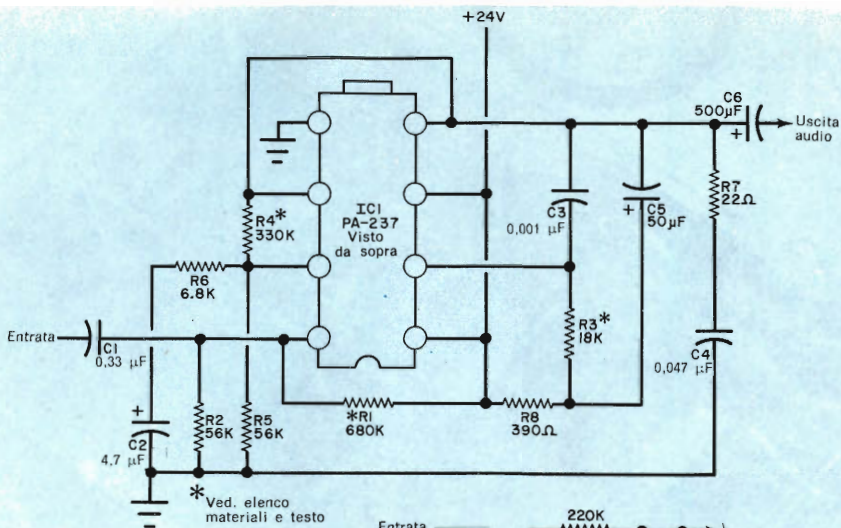 +24V
C6
500µF
+
Uscita
audio
IC1
PA-237
Visto
da sopra
R4*
330K
R6
6.8K
C3
0,001 µF
C5
+
50µF
R7
22Ω
Entrata
C1
0,33 µF
R3*
18K
C4
0,047 µF
+
C2
4,7 µF
R2
56K
R5
56K
*R1
680K
R8
390Ω
* Ved. elenco
materiali e testo
Entrata
220K